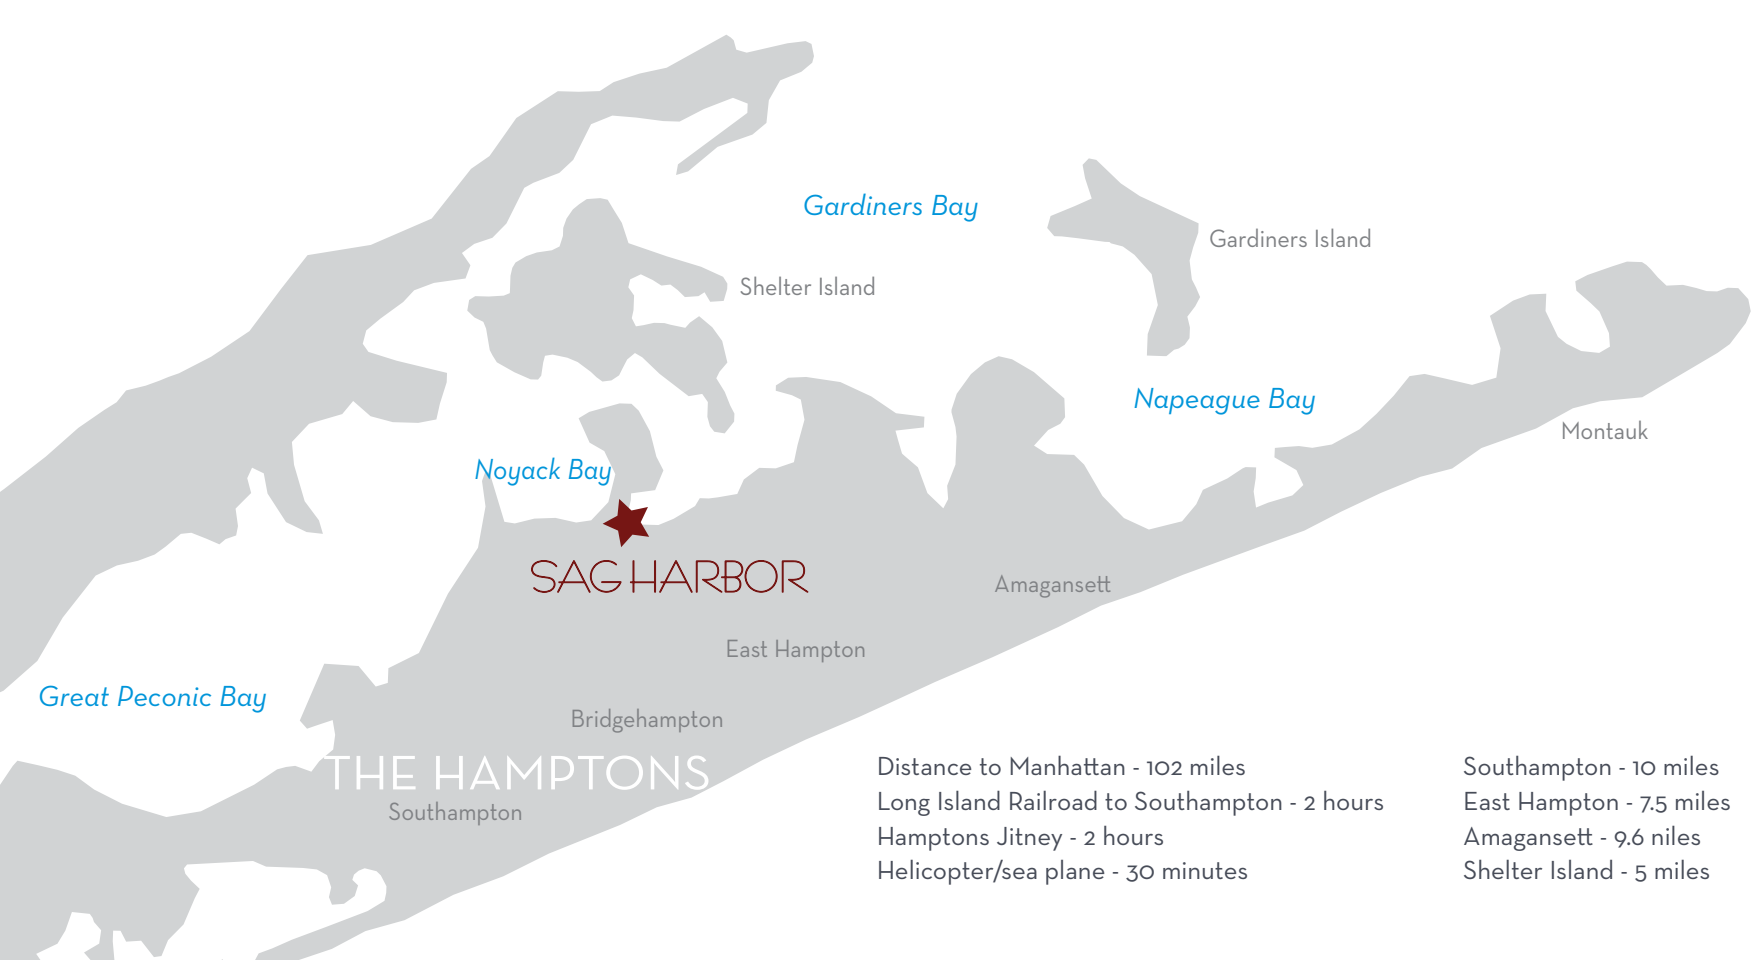 Gardiners Bay
Gardiners Island
Shelter Island
Napeague Bay
Montauk
Noyack Bay
SAG HARBOR
Amagansett
East Hampton
Great Peconic Bay
Bridgehampton
THE HAMPTONS
Southampton
Distance to Manhattan - 102 miles
Long Island Railroad to Southampton - 2 hours
Hamptons Jitney - 2 hours
Helicopter/sea plane - 30 minutes
Southampton - 10 miles
East Hampton - 7.5 miles
Amagansett - 9.6 niles
Shelter Island - 5 miles